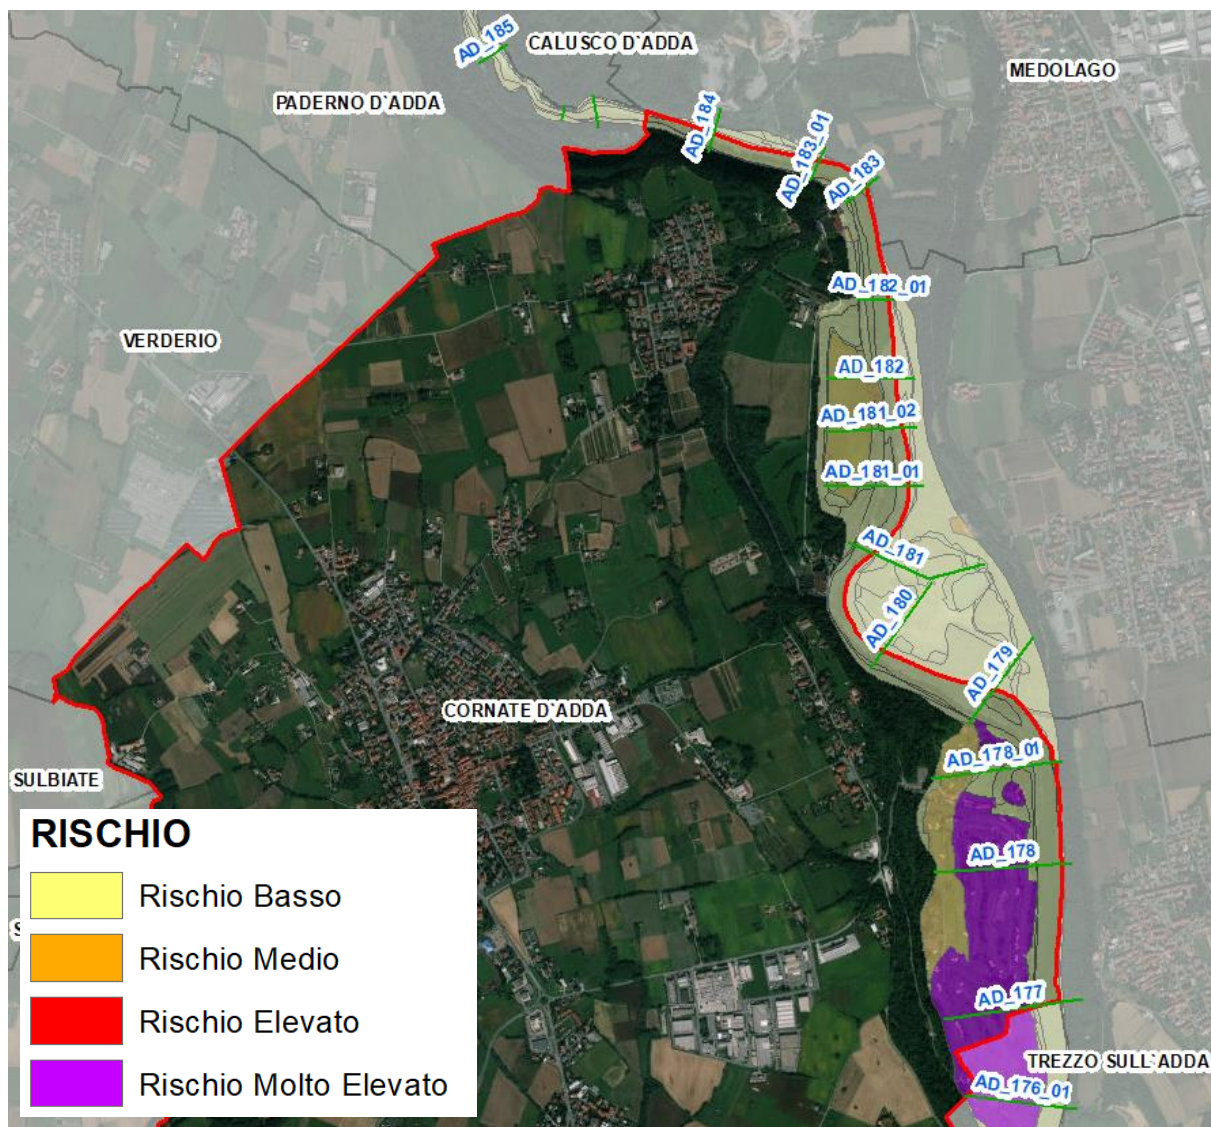 AD_185
CALUSCO D`ADDA
MEDOLAGO
PADERNO D`ADDA
AD_184
AD_183_01
AD_183
AD_182_01
VERDERIO
AD_182
AD_181_02
AD_181_01
AD_181
AD_180
AD_179
CORNATE D`ADDA
AD_178_01
SULBIATE
RISCHIO
AD_178
Rischio Basso
S
Rischio Medio
AD_177
Rischio Elevato
TREZZO SULL`ADDA
Rischio Molto Elevato
AD_176_01